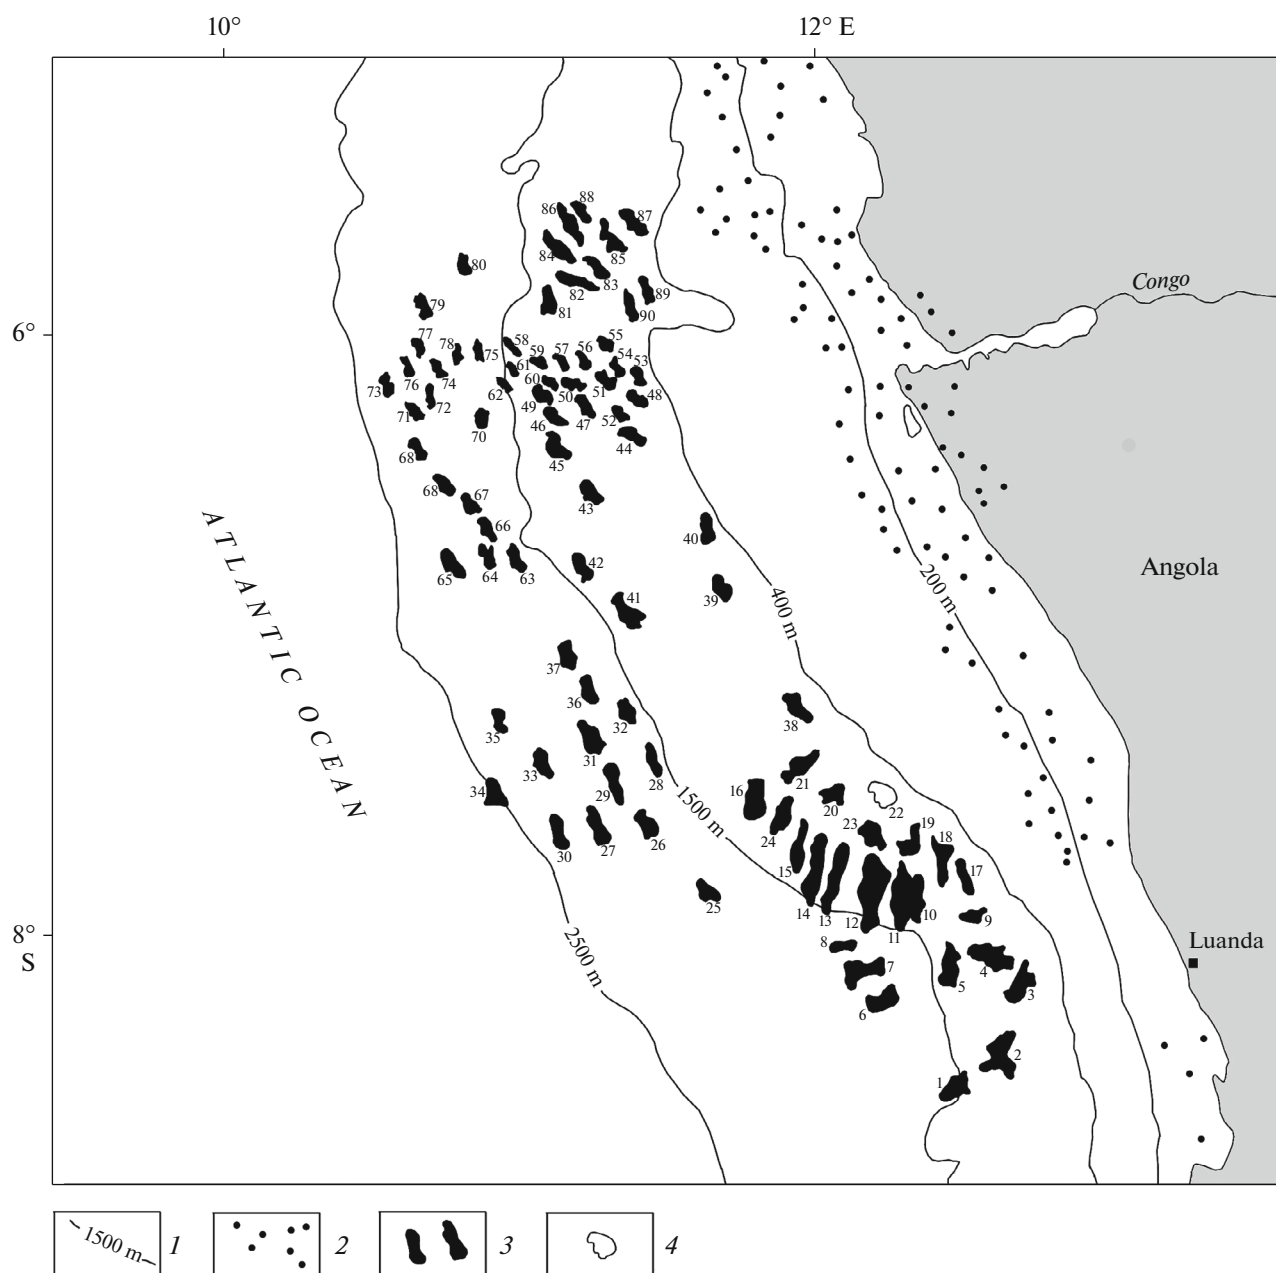 10° 12° E
88
86 87
84 85
80 83
82 89
79 81 90
6° Congo
77 78 58 55
75 59 57 56 54 53
76 74 61 60
73 62 50 51
72 49 48
71 46 47 52
70 44
68 45
68 67 43
66 40
65 64 63 42
39
41
ATLANTIC OCEAN
Angola
400 m
200 m
37
36
32 38
35
31
33 28 21
34 29 16 20 22
1500 m
24 23 19 18
30 27 26
15 17
25 14 13 12 11 10 9
8°
S
2500 m
8 Luanda
7 5 4
6 3
2
1
1500 m 1 2 3 4